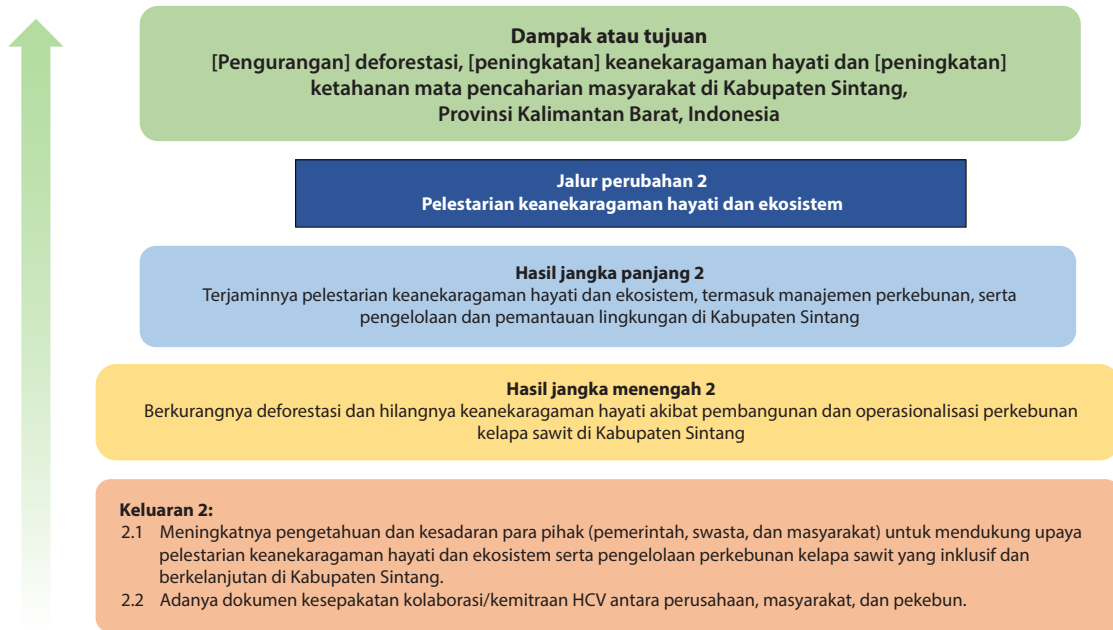 Dampak atau tujuan
[Pengurangan] deforestasi, [peningkatan] keanekaragaman hayati dan [peningkatan]
ketahanan mata pencaharian masyarakat di Kabupaten Sintang,
Provinsi Kalimantan Barat, Indonesia
Jalur perubahan 2
Pelestarian keanekaragaman hayati dan ekosistem
Hasil jangka panjang 2
Terjaminnya pelestarian keanekaragaman hayati dan ekosistem, termasuk manajemen perkebunan, serta
pengelolaan dan pemantauan lingkungan di Kabupaten Sintang
Hasil jangka menengah 2
Berkurangnya deforestasi dan hilangnya keanekaragaman hayati akibat pembangunan dan operasionalisasi perkebunan
kelapa sawit di Kabupaten Sintang
Keluaran 2:
2.1 Meningkatnya pengetahuan dan kesadaran para pihak (pemerintah, swasta, dan masyarakat) untuk mendukung upaya
pelestarian keanekaragaman hayati dan ekosistem serta pengelolaan perkebunan kelapa sawit yang inklusif dan
berkelanjutan di Kabupaten Sintang.
2.2 Adanya dokumen kesepakatan kolaborasi/kemitraan HCV antara perusahaan, masyarakat, dan pekebun.